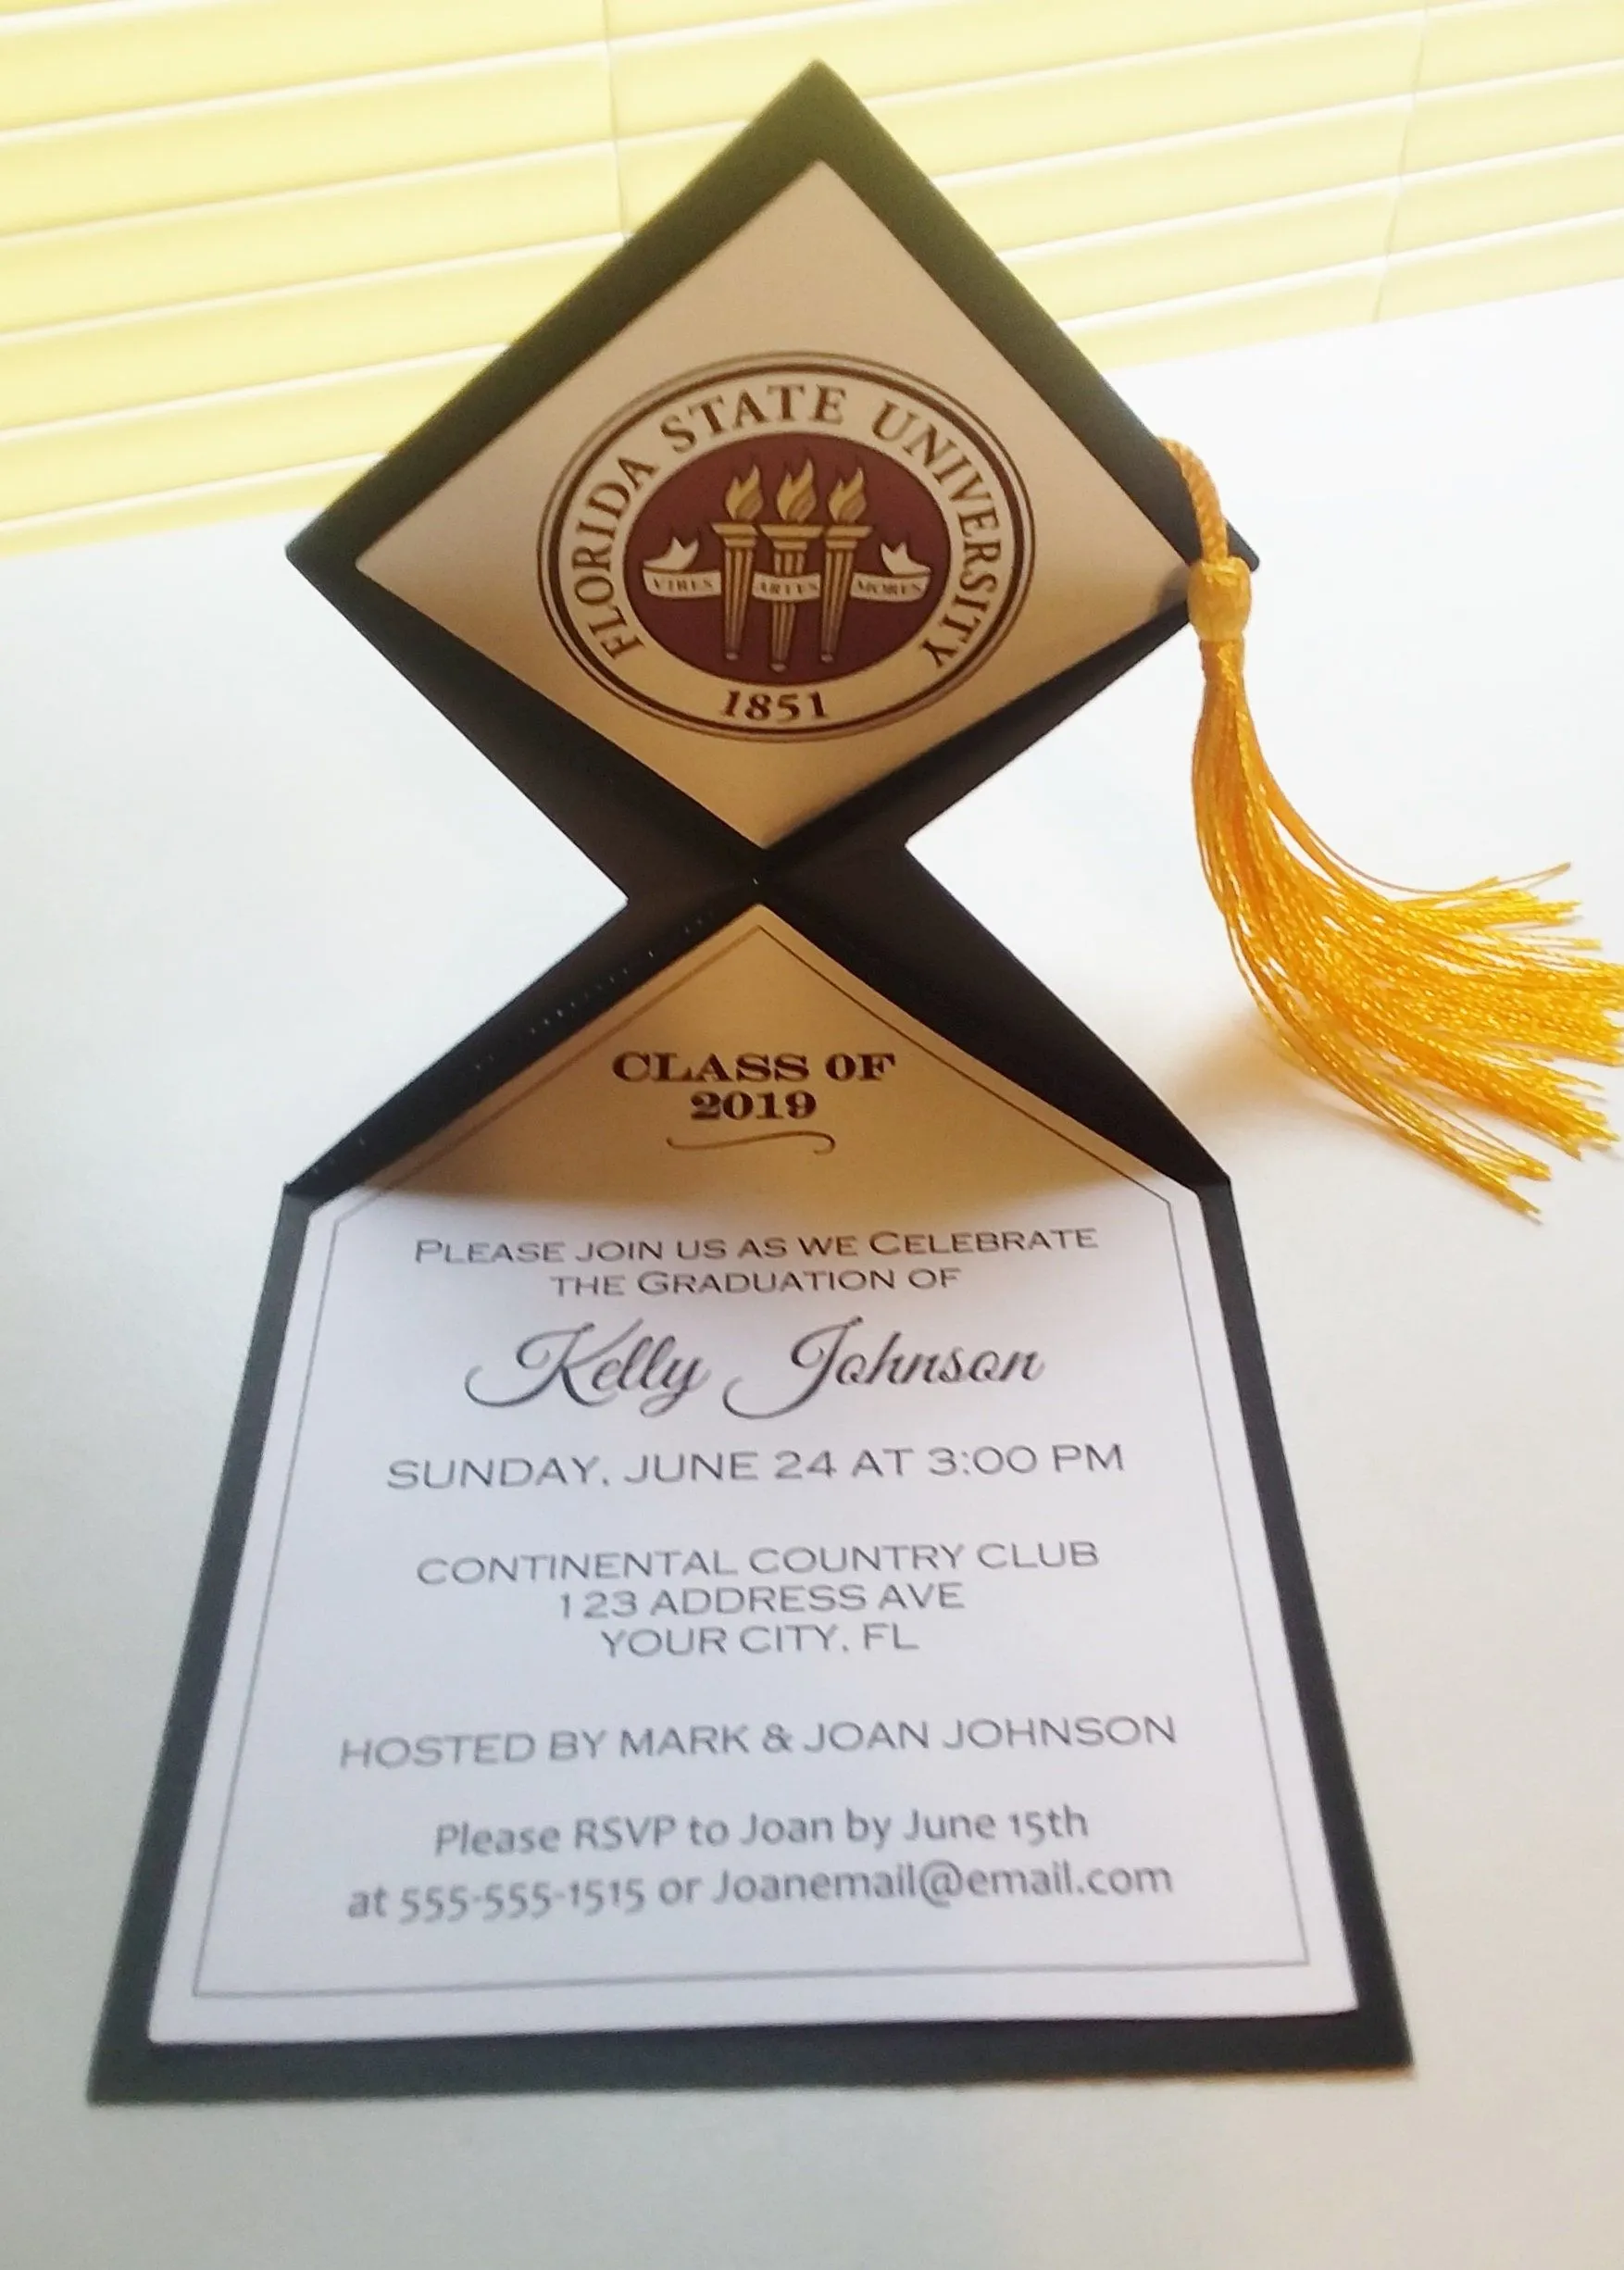 FLORIDA STATE UNIVERSITY
VIRES ARTES MORES
1851
CLASS OF
2019
PLEASE JOIN US AS WE CELEBRATE
THE GRADUATION OF
Kelly Johnson
SUNDAY, JUNE 24 AT 3:00 PM
CONTINENTAL COUNTRY CLUB
123 ADDRESS AVE
YOUR CITY, FL
HOSTED BY MARK & JOAN JOHNSON
Please RSVP to Joan by June 15th
at 555-555-1515 or Joanemail@email.com